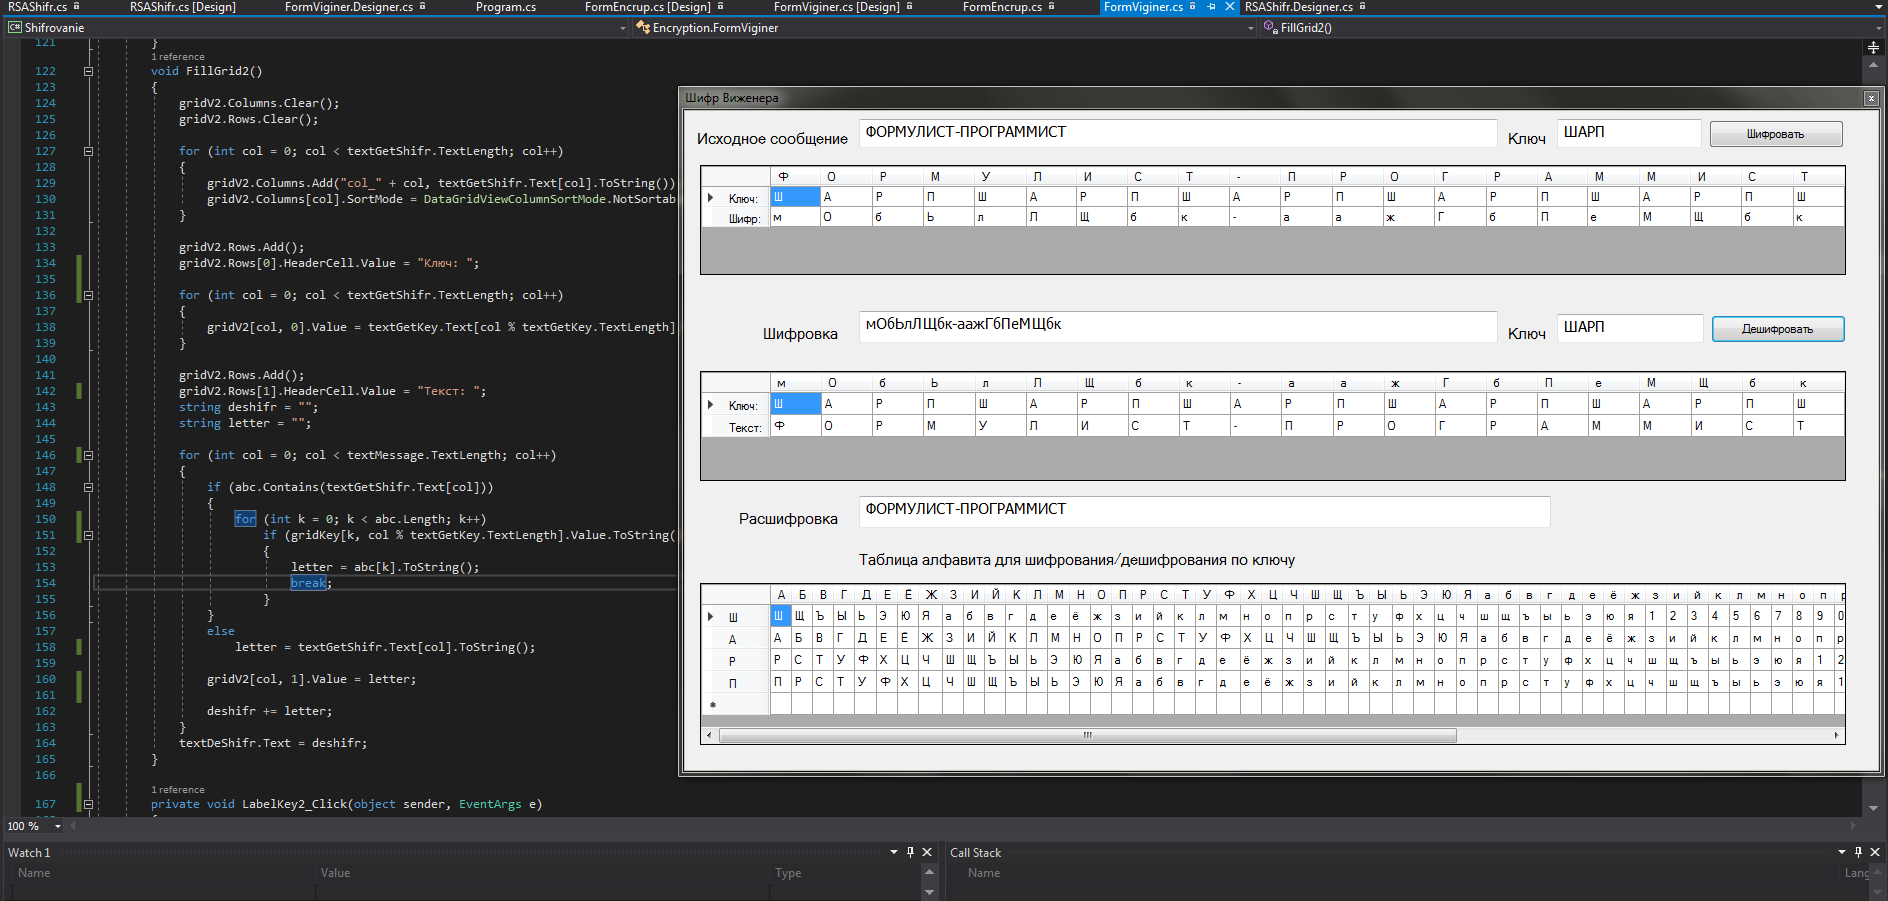 RSAShifr.cs RSAShifr.cs [Design] FormViginer.Designer.cs Program.cs FormEncrup.cs [Design] FormViginer.cs [Design] FormEncrup.cs FormViginer.cs RSAShifr.Designer.cs
Shifrovanie Encryption.FormViginer FillGrid2()
121 }
1 reference
122 void FillGrid2()
123 {
124 gridV2.Columns.Clear();
125 gridV2.Rows.Clear();
126
127 for (int col = 0; col < textGetShifr.TextLength; col++)
128 {
129 gridV2.Columns.Add("col_" + col, textGetShifr.Text[col].ToString())
130 gridV2.Columns[col].SortMode = DataGridViewColumnSortMode.NotSortab
131 }
132
133 gridV2.Rows.Add();
134 gridV2.Rows[0].HeaderCell.Value = "Ключ: ";
135
136 for (int col = 0; col < textGetShifr.TextLength; col++)
137 {
138 gridV2[col, 0].Value = textGetKey.Text[col % textGetKey.TextLength]
139 }
140
141 gridV2.Rows.Add();
142 gridV2.Rows[1].HeaderCell.Value = "Текст: ";
143 string deshifr = "";
144 string letter = "";
145
146 for (int col = 0; col < textMessage.TextLength; col++)
147 {
148 if (abc.Contains(textGetShifr.Text[col]))
149 {
150 for (int k = 0; k < abc.Length; k++)
151 if (gridKey[k, col % textGetKey.TextLength].Value.ToString(
152 {
153 letter = abc[k].ToString();
154 break;
155 }
156 }
157 else
158 letter = textGetShifr.Text[col].ToString();
159
160 gridV2[col, 1].Value = letter;
161
162 deshifr += letter;
163 }
164 textDeShifr.Text = deshifr;
165 }
166
1 reference
167 private void LabelKey2_Click(object sender, EventArgs e)
100 %
Watch 1
Name Value Type
Call Stack
Name Lang
Шифр Виженера
Исходное сообщение ФОРМУЛИСТ-ПРОГРАММИСТ Ключ ШАРП Шифровать
Ф О Р М У Л И С Т - П Р О Г Р А М М И С Т
Ключ: Ш А Р П Ш А Р П Ш А Р П Ш А Р П Ш А Р П Ш
Шифр: м О б Ь л Л Щ б к - а а ж Г б П е М Щ б к
Шифровка мОбЬлЛЩбк-аажГбПеМЩбк Ключ ШАРП Дешифровать
м О б Ь л Л Щ б к - а а ж Г б П е М Щ б к
Ключ: Ш А Р П Ш А Р П Ш А Р П Ш А Р П Ш А Р П Ш
Текст: Ф О Р М У Л И С Т - П Р О Г Р А М М И С Т
Расшифровка ФОРМУЛИСТ-ПРОГРАММИСТ
Таблица алфавита для шифрования/дешифрования по ключу
А Б В Г Д Е Ё Ж З И Й К Л М Н О П Р С Т У Ф Х Ц Ч Ш Щ Ъ Ы Ь Э Ю Я а б в г д е ё ж з и й к л м н о п р
Ш Ш Щ Ъ Ы Ь Э Ю Я а б в г д е ё ж з и й к л м н о п р с т у ф х ц ч ш щ ъ ы ь э ю я 1 2 3 4 5 6 7 8 9 0
А А Б В Г Д Е Ё Ж З И Й К Л М Н О П Р С Т У Ф Х Ц Ч Ш Щ Ъ Ы Ь Э Ю Я а б в г д е ё ж з и й к л м н о п р
Р Р С Т У Ф Х Ц Ч Ш Щ Ъ Ы Ь Э Ю Я а б в г д е ё ж з и й к л м н о п р с т у ф х ц ч ш щ ъ ы ь э ю я 1 2
П П Р С Т У Ф Х Ц Ч Ш Щ Ъ Ы Ь Э Ю Я а б в г д е ё ж з и й к л м н о п р с т у ф х ц ч ш щ ъ ы ь э ю я 1